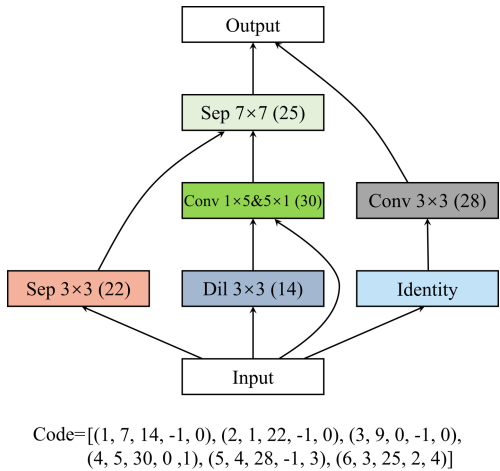 Output
Sep 7×7 (25)
Conv 1×5&5×1 (30)
Conv 3×3 (28)
Sep 3×3 (22)
Dil 3×3 (14)
Identity
Input
Code=[(1, 7, 14, -1, 0), (2, 1, 22, -1, 0), (3, 9, 0, -1, 0),
(4, 5, 30, 0 ,1), (5, 4, 28, -1, 3), (6, 3, 25, 2, 4)]